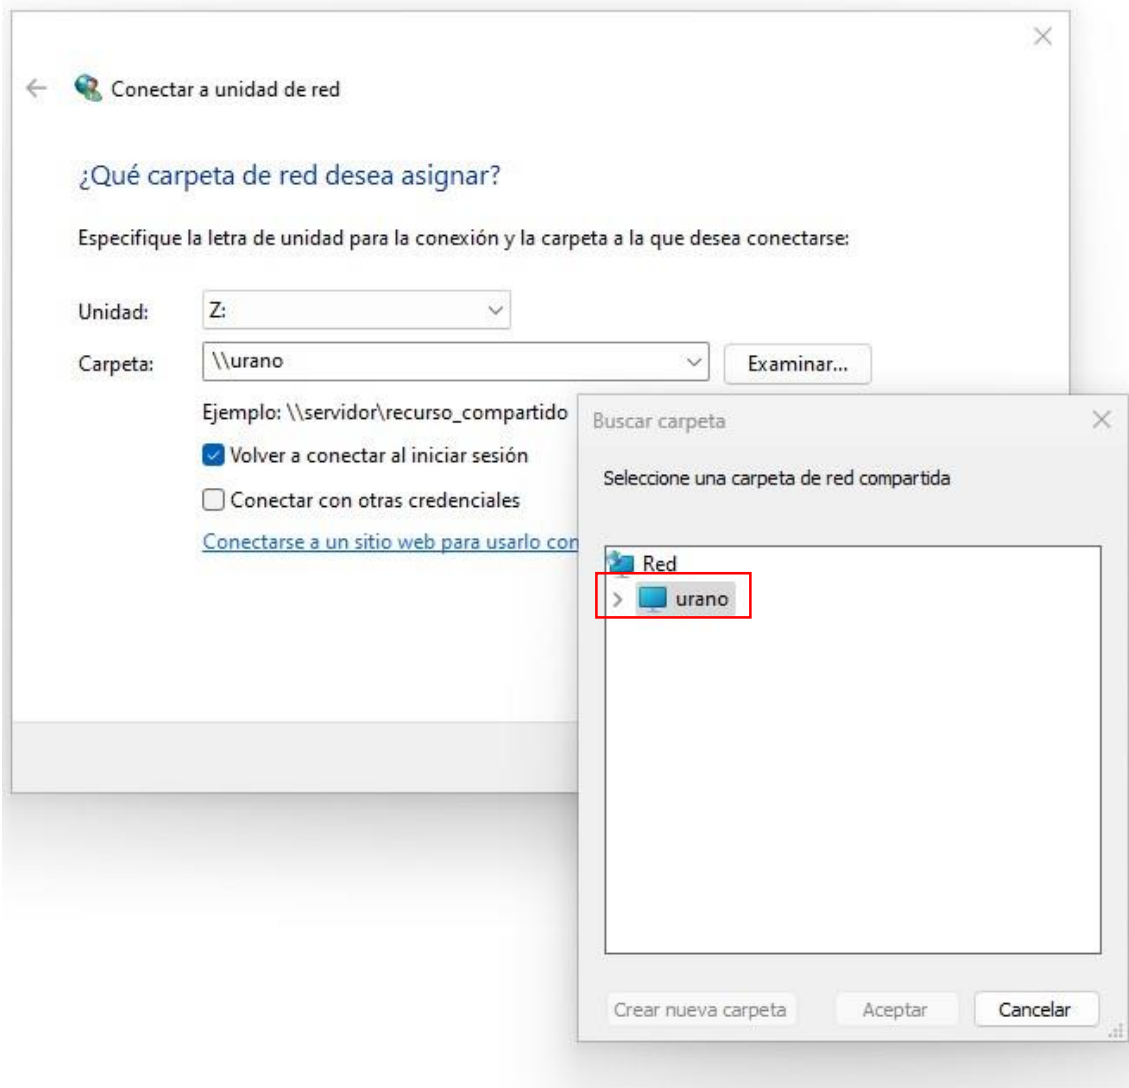 Conectar a unidad de red
¿Qué carpeta de red desea asignar?
Especifique la letra de unidad para la conexión y la carpeta a la que desea conectarse:
Unidad: Z:
Carpeta: \\urano Examinar...
Ejemplo: \\servidor\recurso_compartido
Volver a conectar al iniciar sesión
Conectar con otras credenciales
Conectarse a un sitio web para usarlo con
Buscar carpeta
Seleccione una carpeta de red compartida
Red
urano
Crear nueva carpeta Aceptar Cancelar